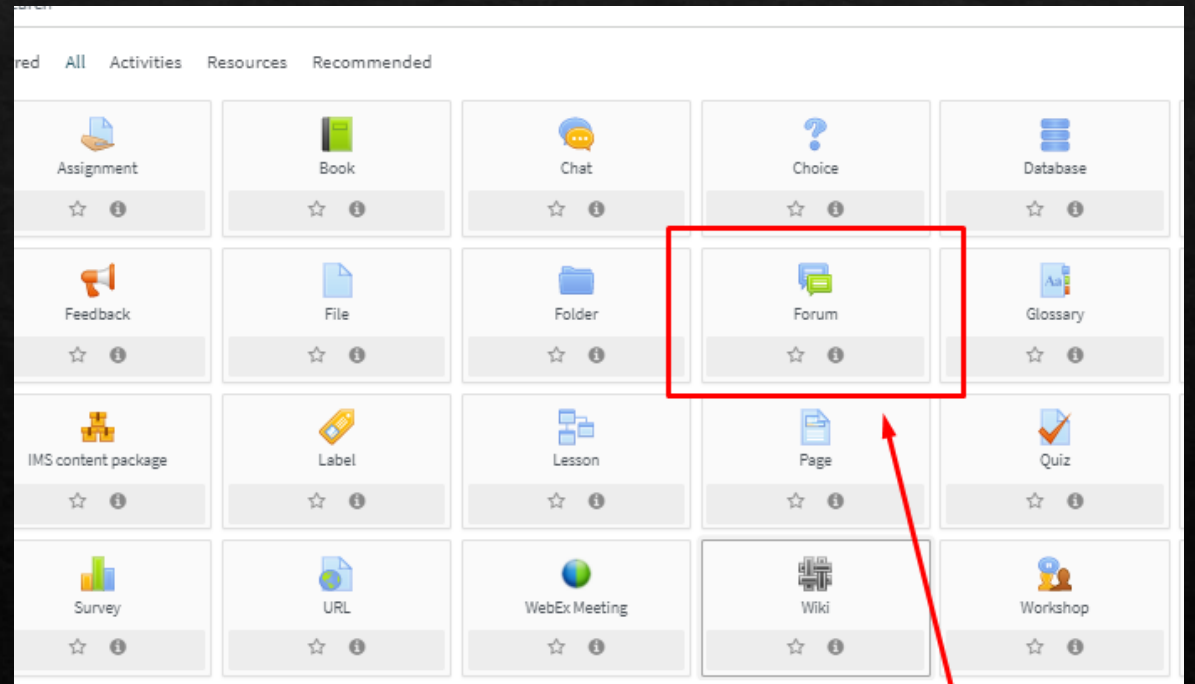 All Activities Resources Recommended
Assignment Book Chat Choice Database
Feedback File Folder Forum Glossary
Aa
IMS content package Label Lesson Page Quiz
Survey URL WebEx Meeting Wiki Workshop